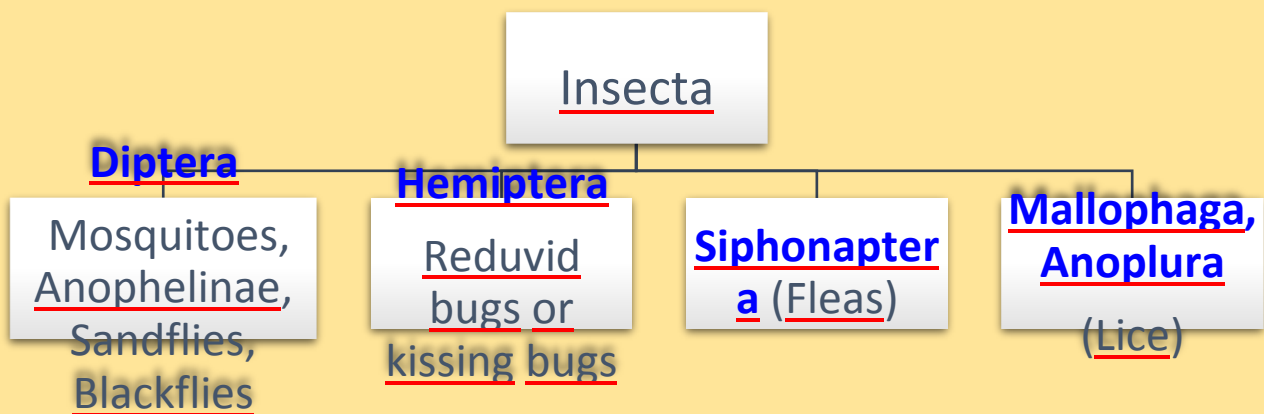 Insecta
Diptera
Mosquitoes,
Anophelinae,
Sandflies,
Blackflies
Hemiptera
Reduvid
bugs or
kissing bugs
Siphonapter
a (Fleas)
Mallophaga,
Anoplura
(Lice)